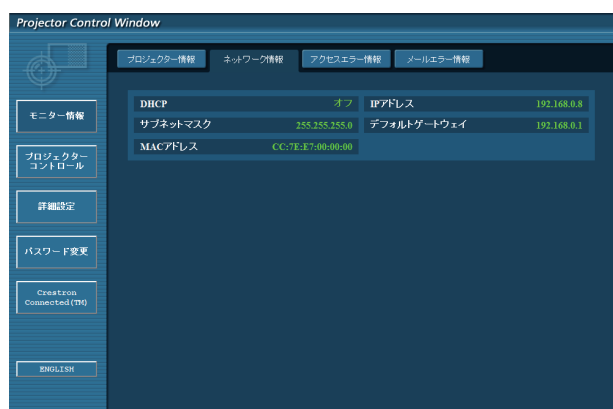 Projector Control Window
プロジェクター情報 ネットワーク情報 アクセスエラー情報 メールエラー情報
モニター情報
プロジェクター
コントロール
詳細設定
パスワード変更
Crestron
Connected(TM)
ENGLISH
DHCP オフ IPアドレス 192.168.0.8
サブネットマスク 255.255.255.0 デフォルトゲートウェイ 192.168.0.1
MACアドレス CC:7E:E7:00:00:00